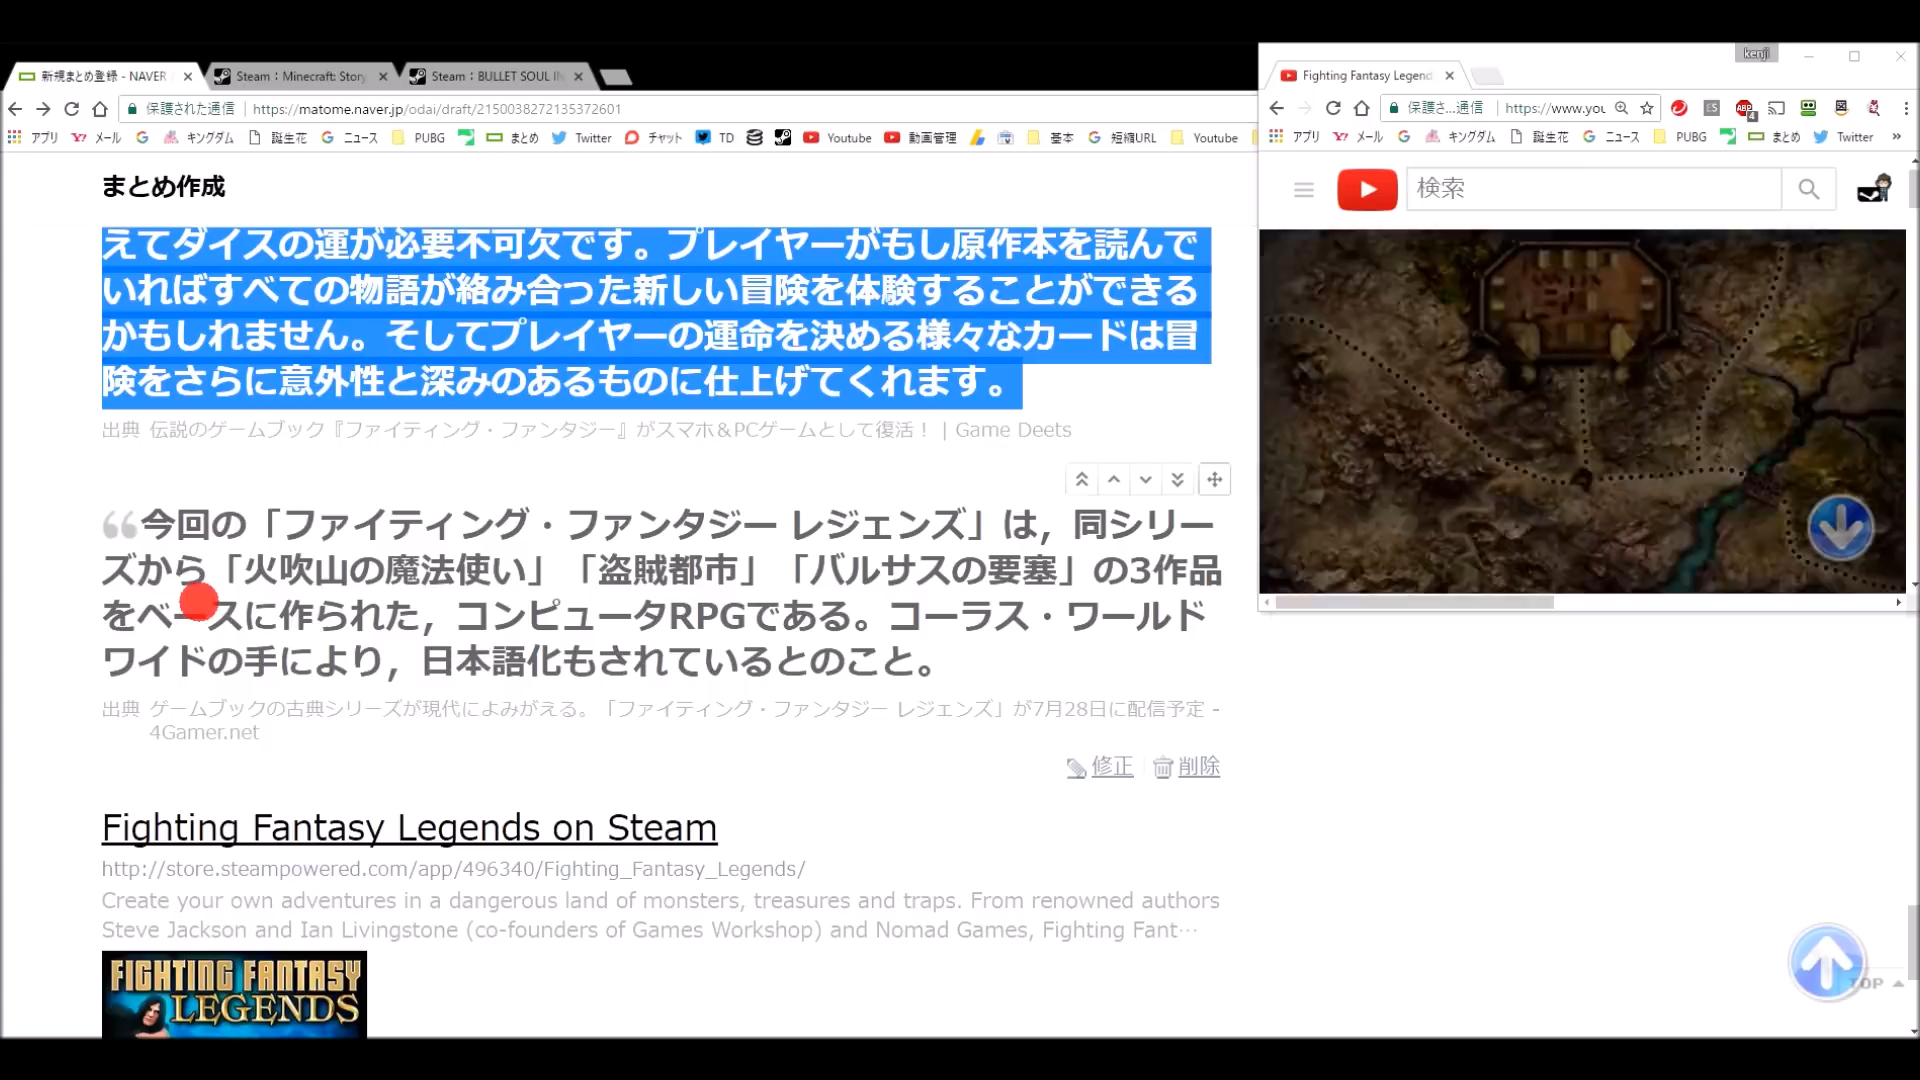 kenji
新規まとめ登録 - NAVER
Steam：Minecraft: Story
Steam：BULLET SOUL IN
Fighting Fantasy Legend
保護された通信 https://matome.naver.jp/odai/draft/2150038272135372601
保護さ...通信 https://www.you
アプリ メール キングダム 誕生花 ニュース PUBG まとめ Twitter チャット TD Youtube 動画管理 基本 短縮URL Youtube
アプリ メール キングダム 誕生花 ニュース PUBG まとめ Twitter »
検索
まとめ作成
えてダイスの運が必要不可欠です。プレイヤーがもし原作本を読んで
いればすべての物語が絡み合った新しい冒険を体験することができる
かもしれません。そしてプレイヤーの運命を決める様々なカードは冒
険をさらに意外性と深みのあるものに仕上げてくれます。
出典 伝説のゲームブック『ファイティング・ファンタジー』がスマホ＆PCゲームとして復活！ | Game Deets
今回の「ファイティング・ファンタジー レジェンズ」は，同シリー
ズから「火吹山の魔法使い」「盗賊都市」「バルサスの要塞」の3作品
をベースに作られた，コンピュータRPGである。コーラス・ワールド
ワイドの手により，日本語化もされているとのこと。
出典 ゲームブックの古典シリーズが現代によみがえる。「ファイティング・ファンタジー レジェンズ」が7月28日に配信予定 -
4Gamer.net
修正 削除
Fighting Fantasy Legends on Steam
http://store.steampowered.com/app/496340/Fighting_Fantasy_Legends/
Create your own adventures in a dangerous land of monsters, treasures and traps. From renowned authors
Steve Jackson and Ian Livingstone (co-founders of Games Workshop) and Nomad Games, Fighting Fant…
FIGHTING FANTASY
LEGENDS
TOP